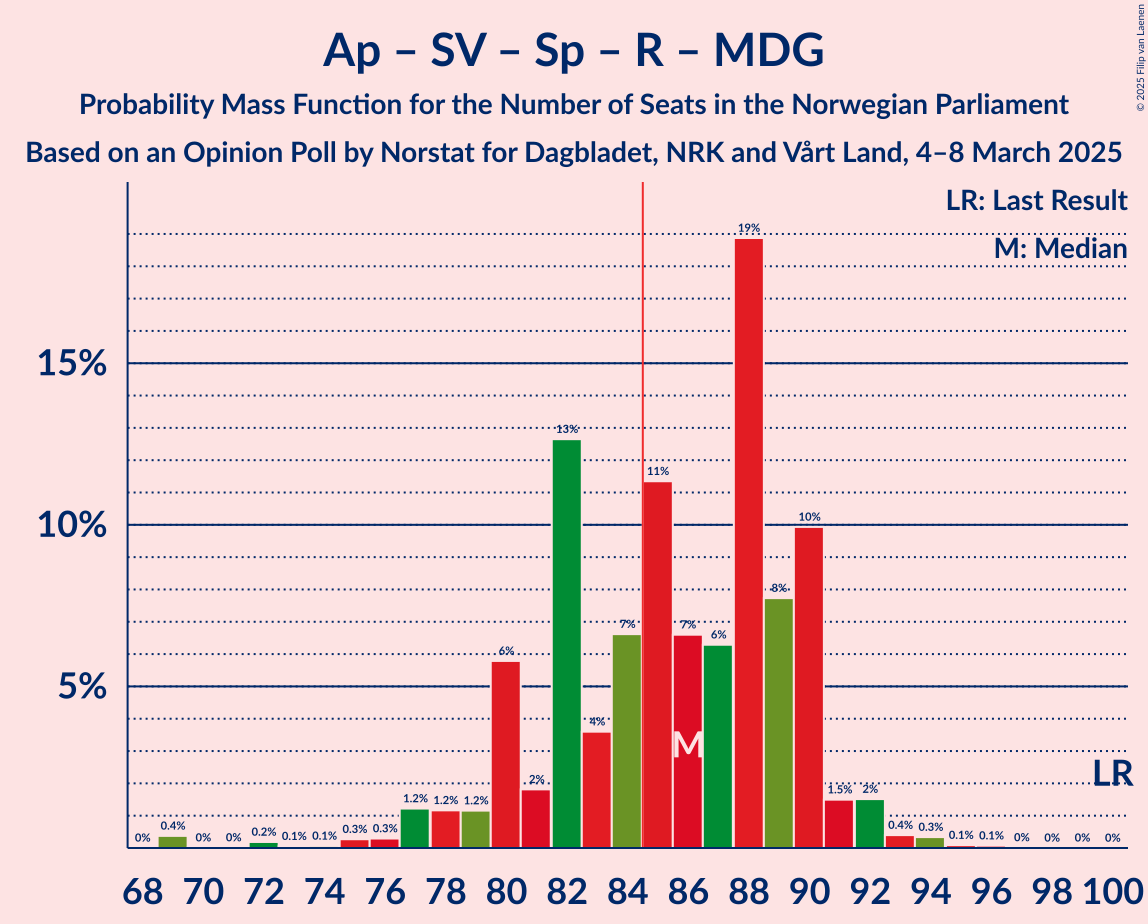 Ap – SV – Sp – R – MDG
Probability Mass Function for the Number of Seats in the Norwegian Parliament
Based on an Opinion Poll by Norstat for Dagbladet, NRK and Vårt Land, 4–8 March 2025
© 2025 Filip van Laenen
LR: Last Result
M: Median
15%
10%
5%
0% 0.4% 0% 0% 0.2% 0.1% 0.1% 0.3% 0.3% 1.2% 1.2% 1.2% 6% 2% 13% 4% 7% 11% 7% 6% 19% 8% 10% 1.5% 2% 0.4% 0.3% 0.1% 0.1% 0% 0% 0% 0%
M
LR
68 70 72 74 76 78 80 82 84 86 88 90 92 94 96 98 100